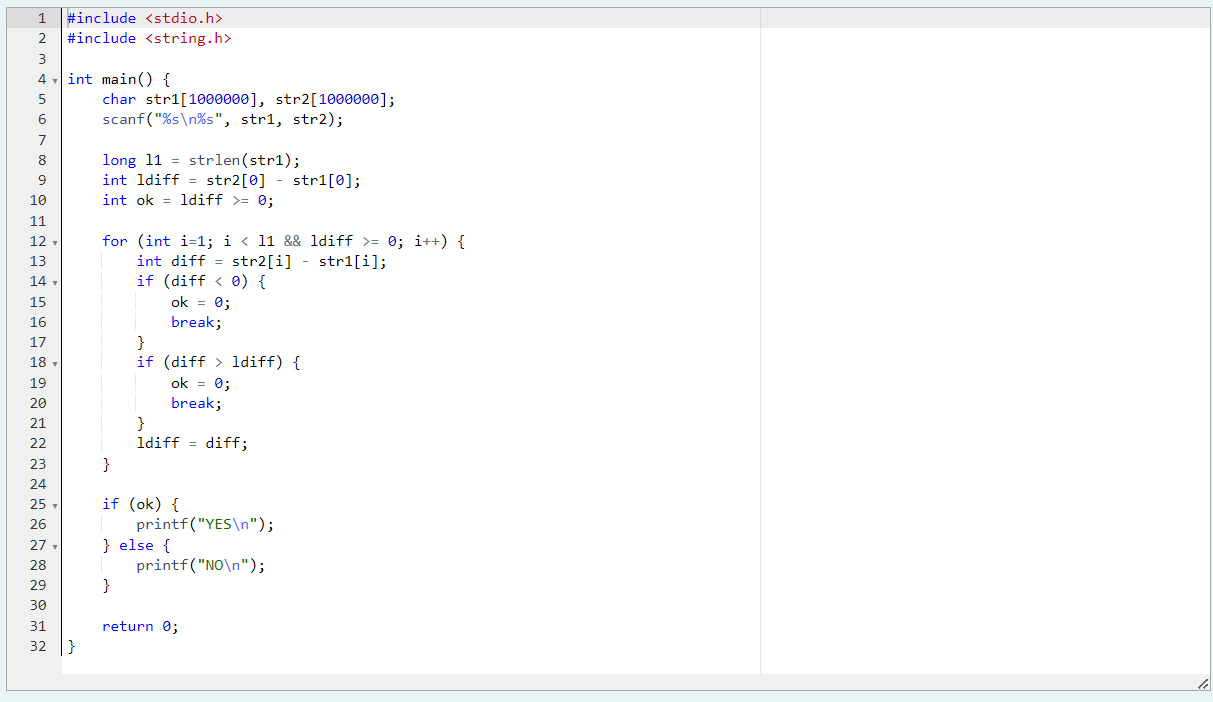 1 #include <stdio.h>
2 #include <string.h>
3
4 int main() {
5     char str1[1000000], str2[1000000];
6     scanf("%s\n%s", str1, str2);
7
8     long l1 = strlen(str1);
9     int ldiff = str2[0] - str1[0];
10     int ok = ldiff >= 0;
11
12     for (int i=1; i < l1 && ldiff >= 0; i++) {
13         int diff = str2[i] - str1[i];
14         if (diff < 0) {
15             ok = 0;
16             break;
17         }
18         if (diff > ldiff) {
19             ok = 0;
20             break;
21         }
22         ldiff = diff;
23     }
24
25     if (ok) {
26         printf("YES\n");
27     } else {
28         printf("NO\n");
29     }
30
31     return 0;
32 }